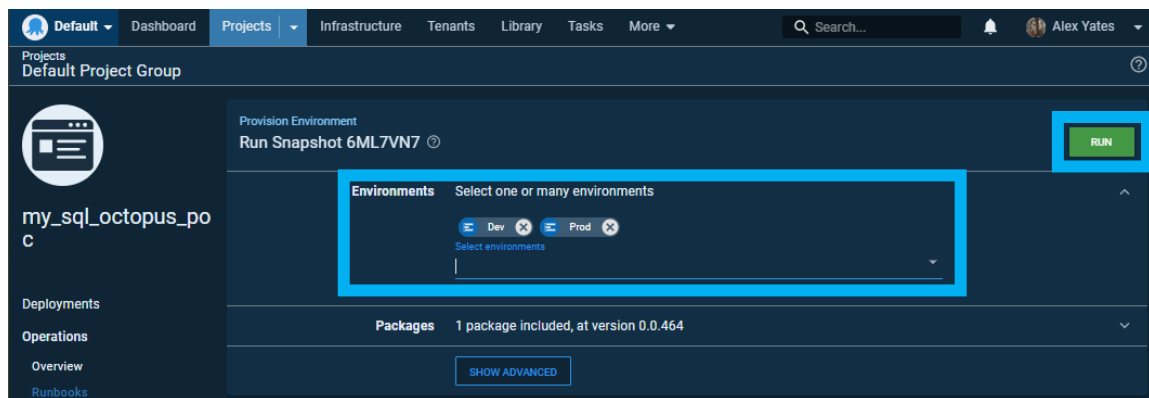 Default Dashboard Projects Infrastructure Tenants Library Tasks More Search... Alex Yates
Projects
Default Project Group
Provision Environment
Run Snapshot 6ML7VN7
RUN
Environments Select one or many environments
Dev Prod
Select environments
my_sql_octopus_po
c
Deployments
Packages 1 package included, at version 0.0.464
Operations
Overview
SHOW ADVANCED
Runbooks